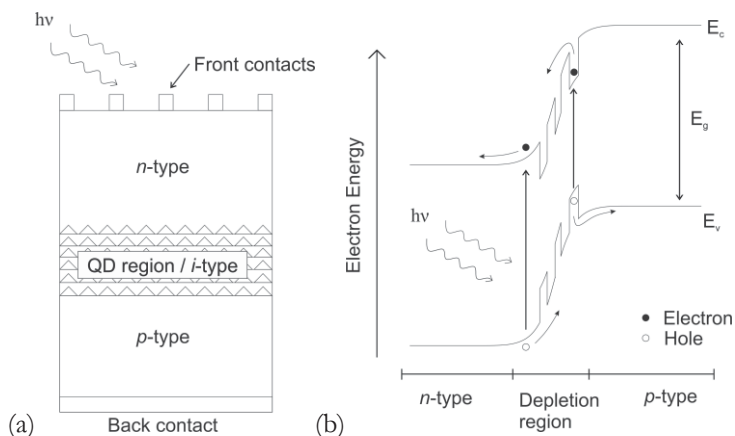 hν
Front contacts
n-type
QD region / i-type
p-type
Back contact
(a)
Electron Energy
hν
E_c
E_g
E_v
Electron
Hole
n-type
Depletion
region
p-type
(b)